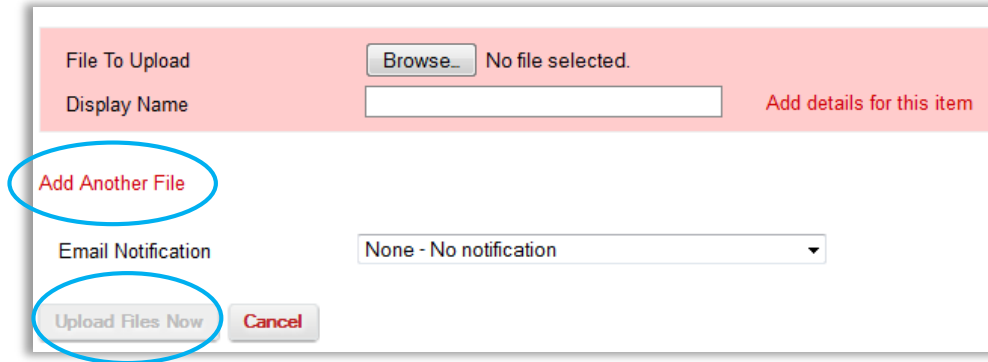 File To Upload Browse_ No file selected.
Display Name Add details for this item
Add Another File
Email Notification None - No notification
Upload Files Now Cancel